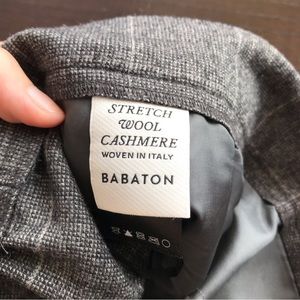 STRETCH
WOOL
CASHMERE
WOVEN IN ITALY
BABATON